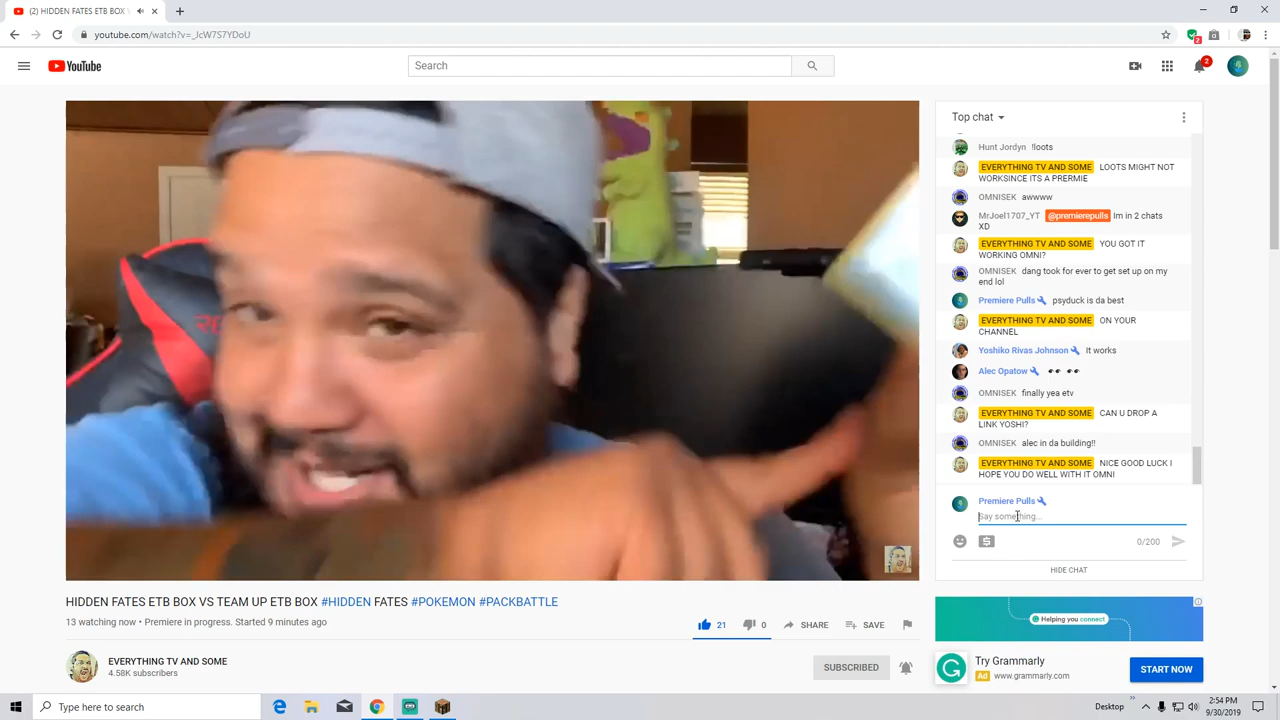 (2) HIDDEN FATES ETB BOX V
youtube.com/watch?v=_JcW7S7YDoU
2
YouTube
Search
2
Top chat
Hunt Jordyn !loots
EVERYTHING TV AND SOME LOOTS MIGHT NOT
WORKSINCE ITS A PRERMIE
OMNISEK awwww
MrJoel1707_YT @premierepulls Im in 2 chats
XD
EVERYTHING TV AND SOME YOU GOT IT
WORKING OMNI?
OMNISEK dang took for ever to get set up on my
end lol
Premiere Pulls psyduck is da best
EVERYTHING TV AND SOME ON YOUR
CHANNEL
Yoshiko Rivas Johnson It works
Alec Opatow
OMNISEK finally yea etv
EVERYTHING TV AND SOME CAN U DROP A
LINK YOSHI?
OMNISEK alec in da building!!
EVERYTHING TV AND SOME NICE GOOD LUCK I
HOPE YOU DO WELL WITH IT OMNI
Premiere Pulls
Say something...
0/200
HIDE CHAT
HIDDEN FATES ETB BOX VS TEAM UP ETB BOX #HIDDEN FATES #POKEMON #PACKBATTLE
13 watching now • Premiere in progress. Started 9 minutes ago
21 0 SHARE SAVE
EVERYTHING TV AND SOME
4.58K subscribers
SUBSCRIBED
Helping you connect
Try Grammarly
Ad www.grammarly.com
START NOW
Type here to search
Desktop
2:54 PM
9/30/2019